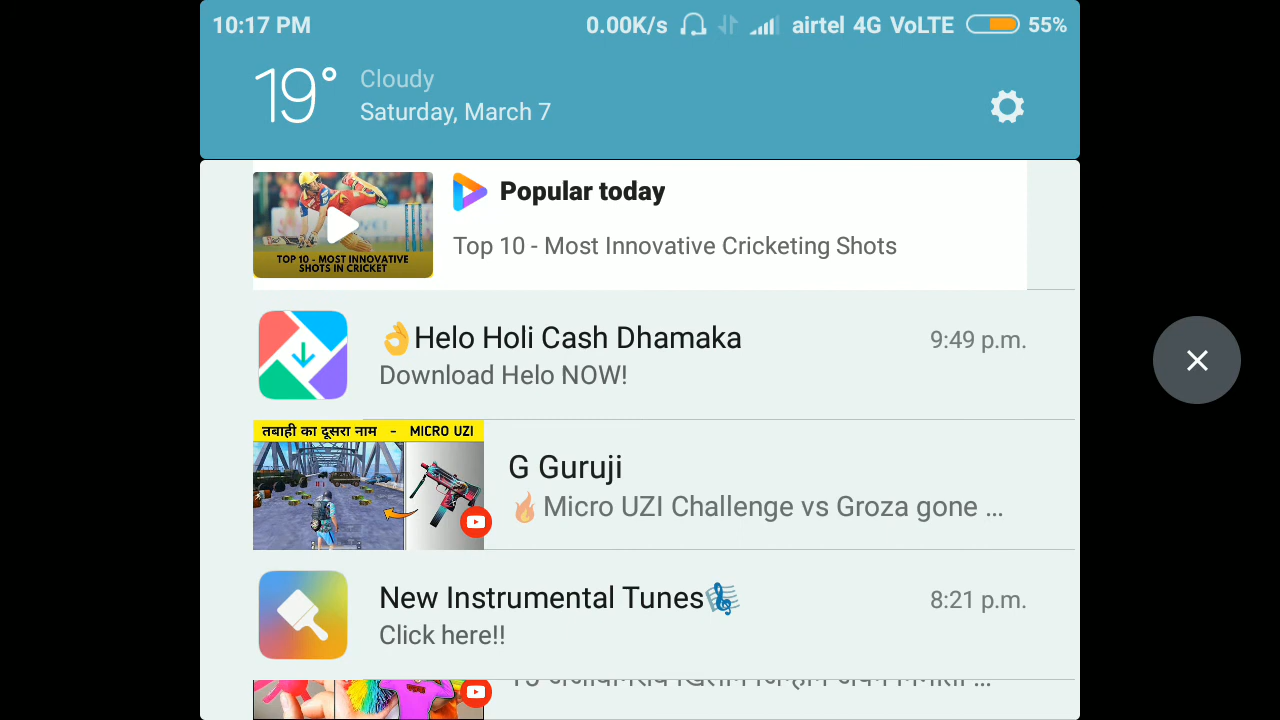 10:17 PM
0.00K/s
airtel 4G VoLTE
55%
19°
Cloudy
Saturday, March 7
Popular today
Top 10 - Most Innovative Cricketing Shots
TOP 10 - MOST INNOVATIVE
SHOTS IN CRICKET
👌Helo Holi Cash Dhamaka
9:49 p.m.
Download Helo NOW!
तबाही का दूसरा नाम - MICRO UZI
G Guruji
🔥Micro UZI Challenge vs Groza gone ...
New Instrumental Tunes🎼
8:21 p.m.
Click here!!